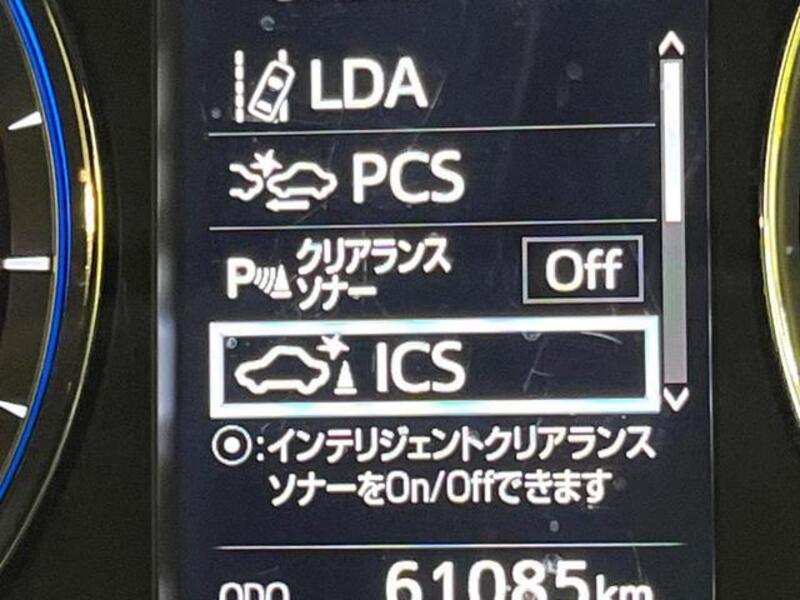 LDA
PCS
P クリアランス
ソナー
Off
ICS
:インテリジェントクリアランス
ソナーをOn/Offできます
ODO 61085km